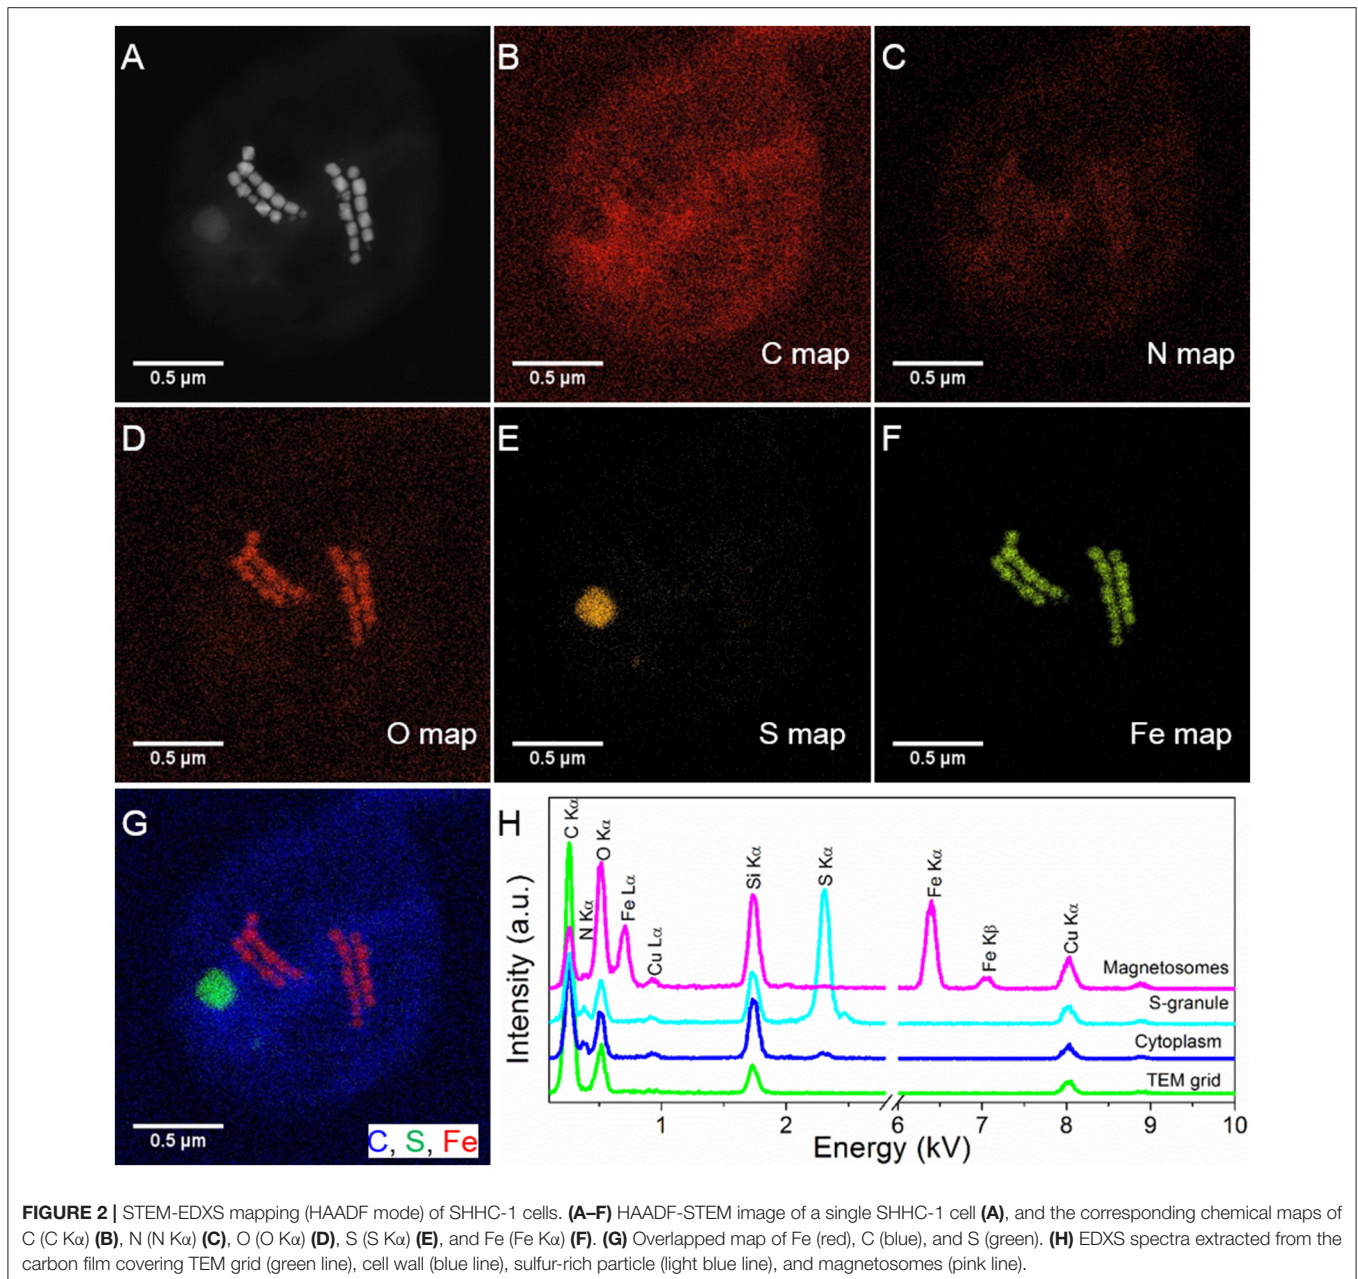 A
0.5 µm
B
C map
0.5 µm
C
N map
0.5 µm
D
O map
0.5 µm
E
S map
0.5 µm
F
Fe map
0.5 µm
G
0.5 µm
C, S, Fe
H
C Kα
N Kα
O Kα
Fe Lα
Cu Lα
Si Kα
S Kα
Fe Kα
Fe Kβ
Cu Kα
Magnetosomes
S-granule
Cytoplasm
TEM grid
Intensity (a.u.)
1 2 6 7 8 9 10
Energy (kV)
FIGURE 2 | STEM-EDXS mapping (HAADF mode) of SHHC-1 cells. (A–F) HAADF-STEM image of a single SHHC-1 cell (A), and the corresponding chemical maps of
C (C Kα) (B), N (N Kα) (C), O (O Kα) (D), S (S Kα) (E), and Fe (Fe Kα) (F). (G) Overlapped map of Fe (red), C (blue), and S (green). (H) EDXS spectra extracted from the
carbon film covering TEM grid (green line), cell wall (blue line), sulfur-rich particle (light blue line), and magnetosomes (pink line).